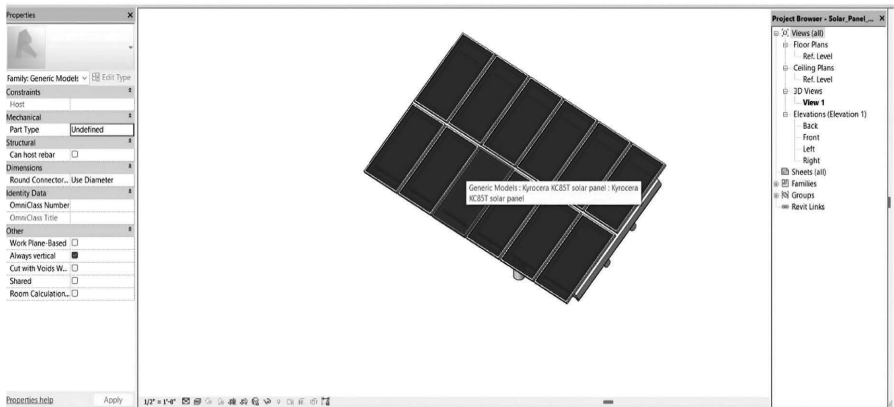 Properties
Family: Generic Models
Edit Type
Constraints
Host
Mechanical
Part Type Undefined
Structural
Can host rebar
Dimensions
Round Connector... Use Diameter
Identity Data
OmniClass Number
OmniClass Title
Other
Work Plane-Based
Always vertical
Cut with Voids W...
Shared
Room Calculation...
Properties help
Apply
Generic Models : Kyrocera KC85T solar panel : Kyrocera
KC85T solar panel
1/2" = 1'-0"
Project Browser - Solar_Panel_...
Views (all)
Floor Plans
Ref. Level
Ceiling Plans
Ref. Level
3D Views
View 1
Elevations (Elevation 1)
Back
Front
Left
Right
Sheets (all)
Families
Groups
Revit Links